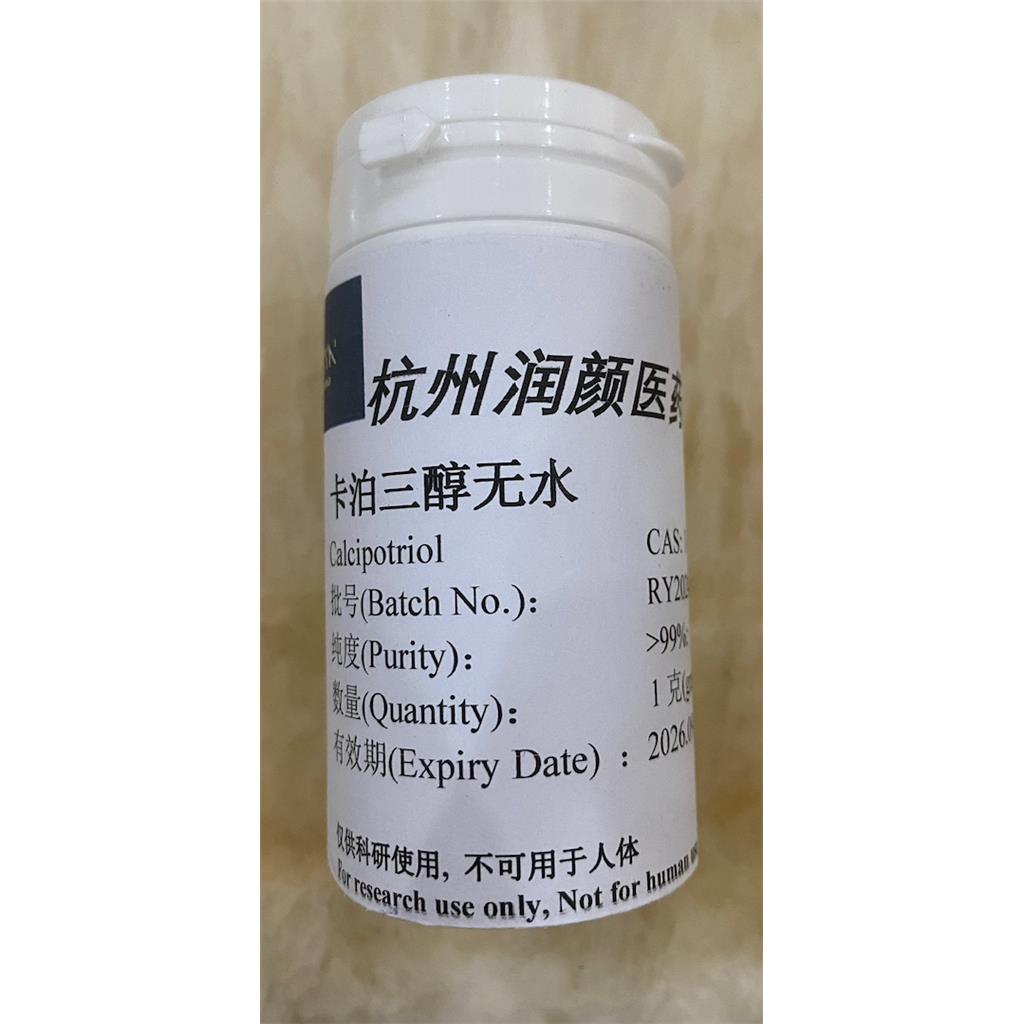 杭州润颜医药
卡泊三醇无水
Calcipotriol CAS:
批号(Batch No.)： RY202
纯度(Purity)： >99%
数量(Quantity)： 1 克(
有效期(Expiry Date) ： 2026.0
仅供科研使用, 不可用于人体
For research use only, Not for human